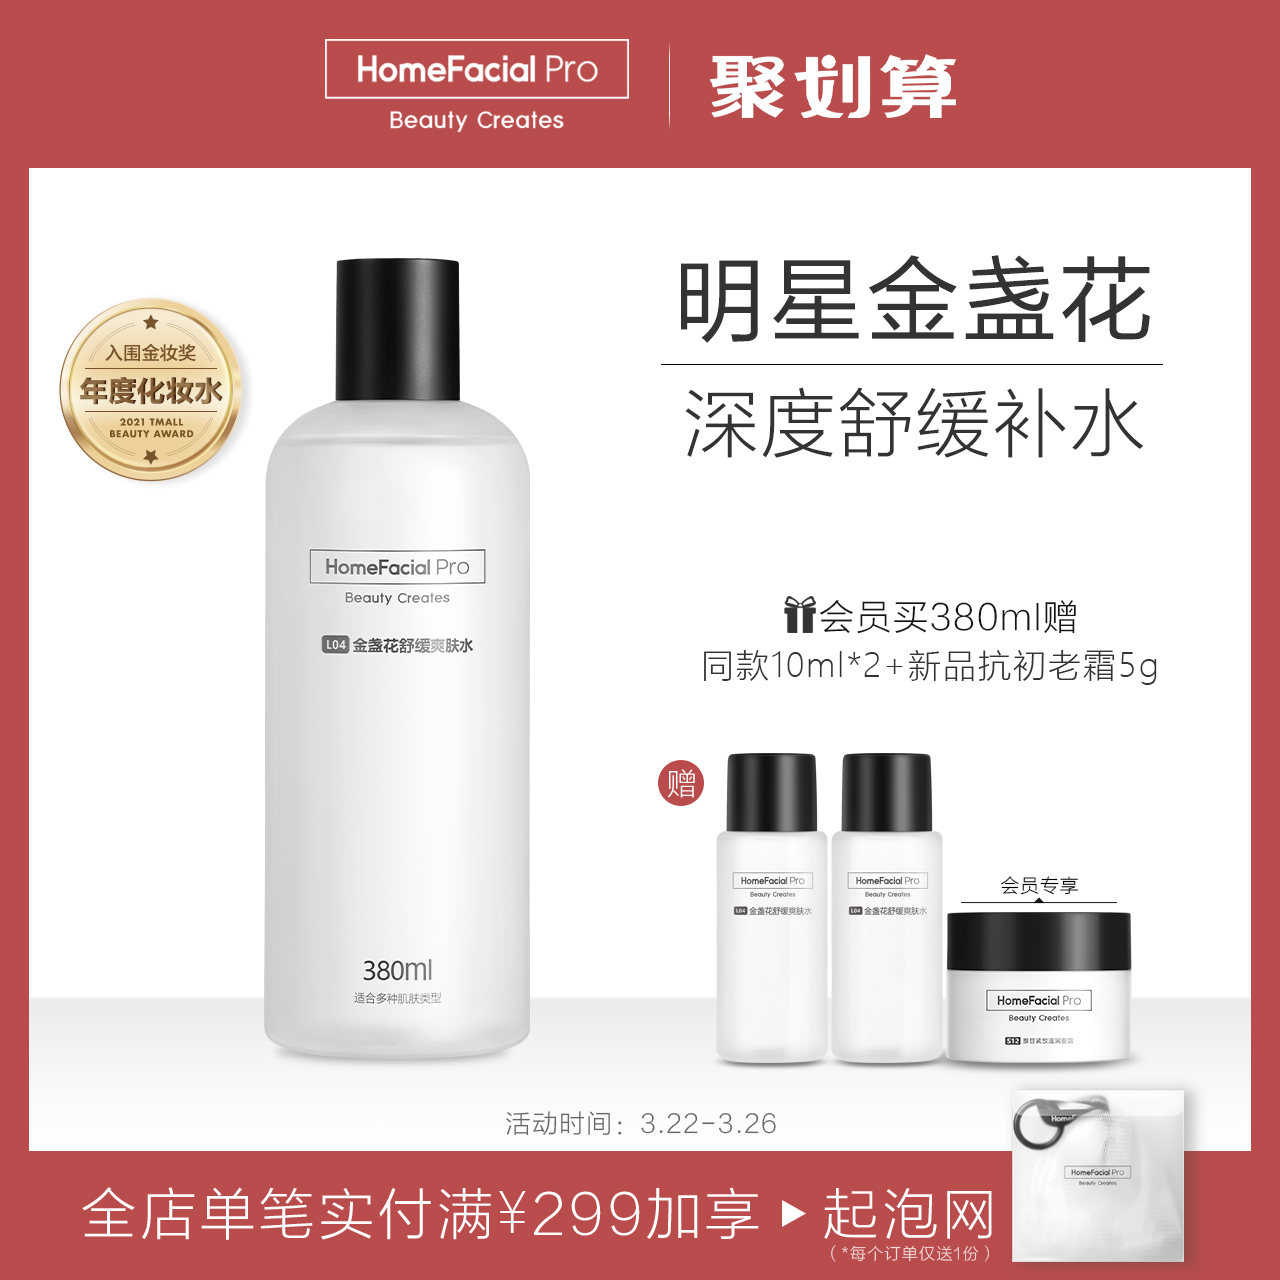 HomeFacial Pro
Beauty Creates
聚划算
入围金妆奖
年度化妆水
2021 TMALL
BEAUTY AWARD
明星金盏花
深度舒缓补水
HomeFacial Pro
Beauty Creates
L04 金盏花舒缓爽肤水
380ml
适合多种肌肤类型
会员买380ml赠
同款10ml*2+新品抗初老霜5g
赠
HomeFacial Pro
Beauty Creates
L04 金盏花舒缓爽肤水
HomeFacial Pro
Beauty Creates
L04 金盏花舒缓爽肤水
会员专享
HomeFacial Pro
Beauty Creates
S12
活动时间：3.22-3.26
HomeFacial Pro
Beauty Creates
全店单笔实付满¥299加享
起泡网
（*每个订单仅送1份）